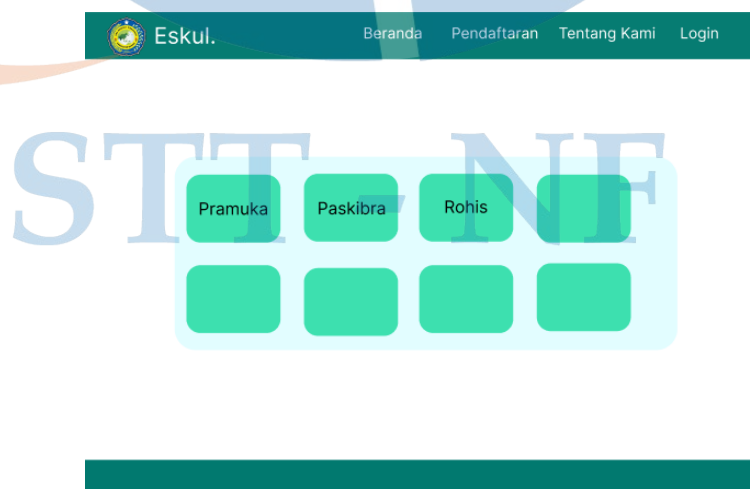 Eskul. Beranda Pendaftaran Tentang Kami Login
STT - NF
Pramuka Paskibra Rohis